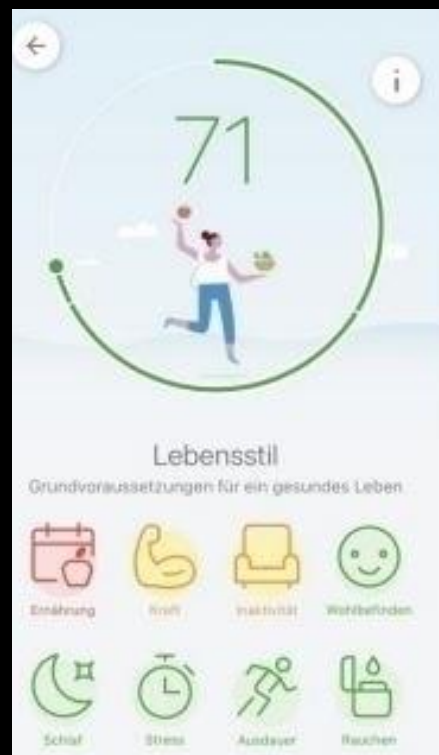 71
Lebensstil
Grundvoraussetzungen für ein gesundes Leben
Ernährung Kraft Inaktivität Wohlbefinden
Schlaf Stress Ausdauer Rauchen